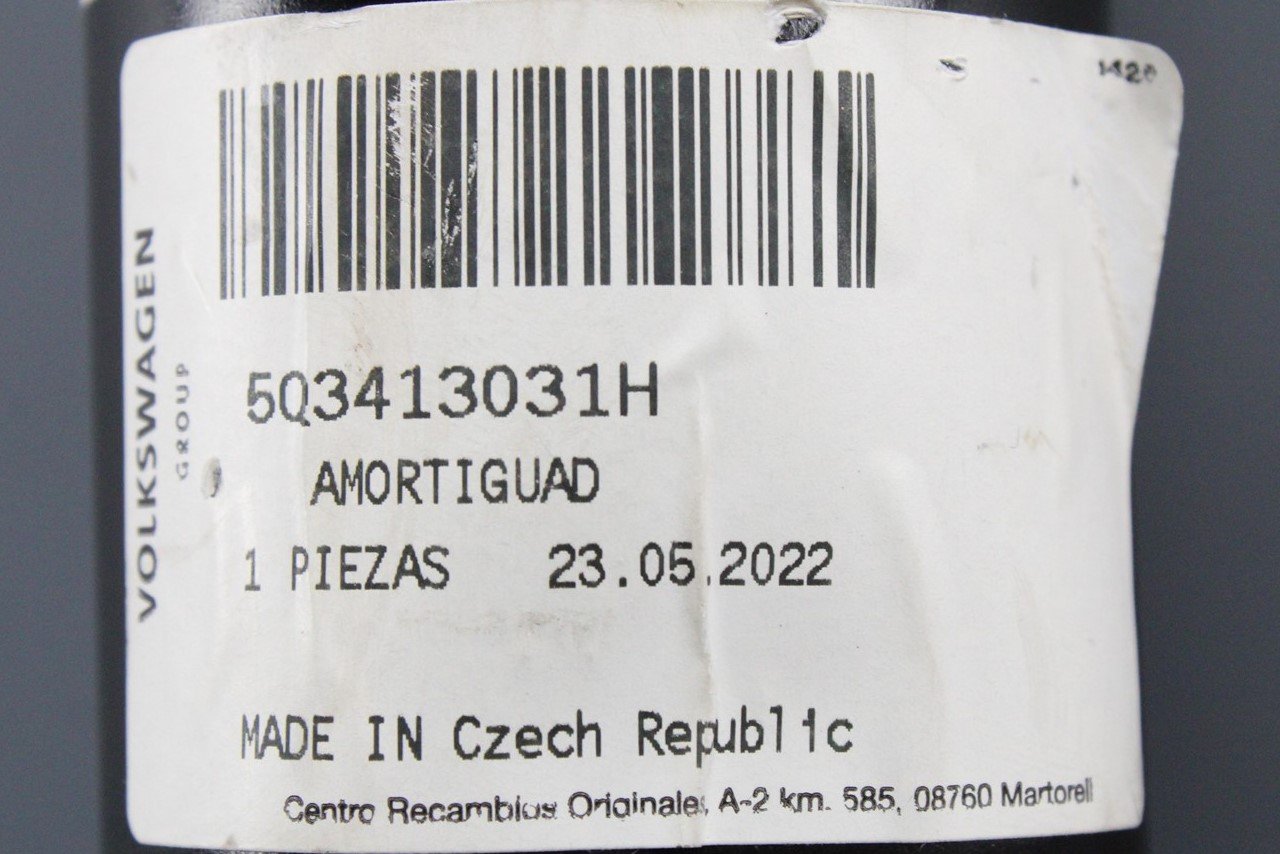 VOLKSWAGEN
GROUP
5Q3413031H
AMORTIGUAD
1 PIEZAS 23.05.2022
MADE IN Czech Republic
Centro Recambios Originales A-2 km. 585, 08760 Martorell